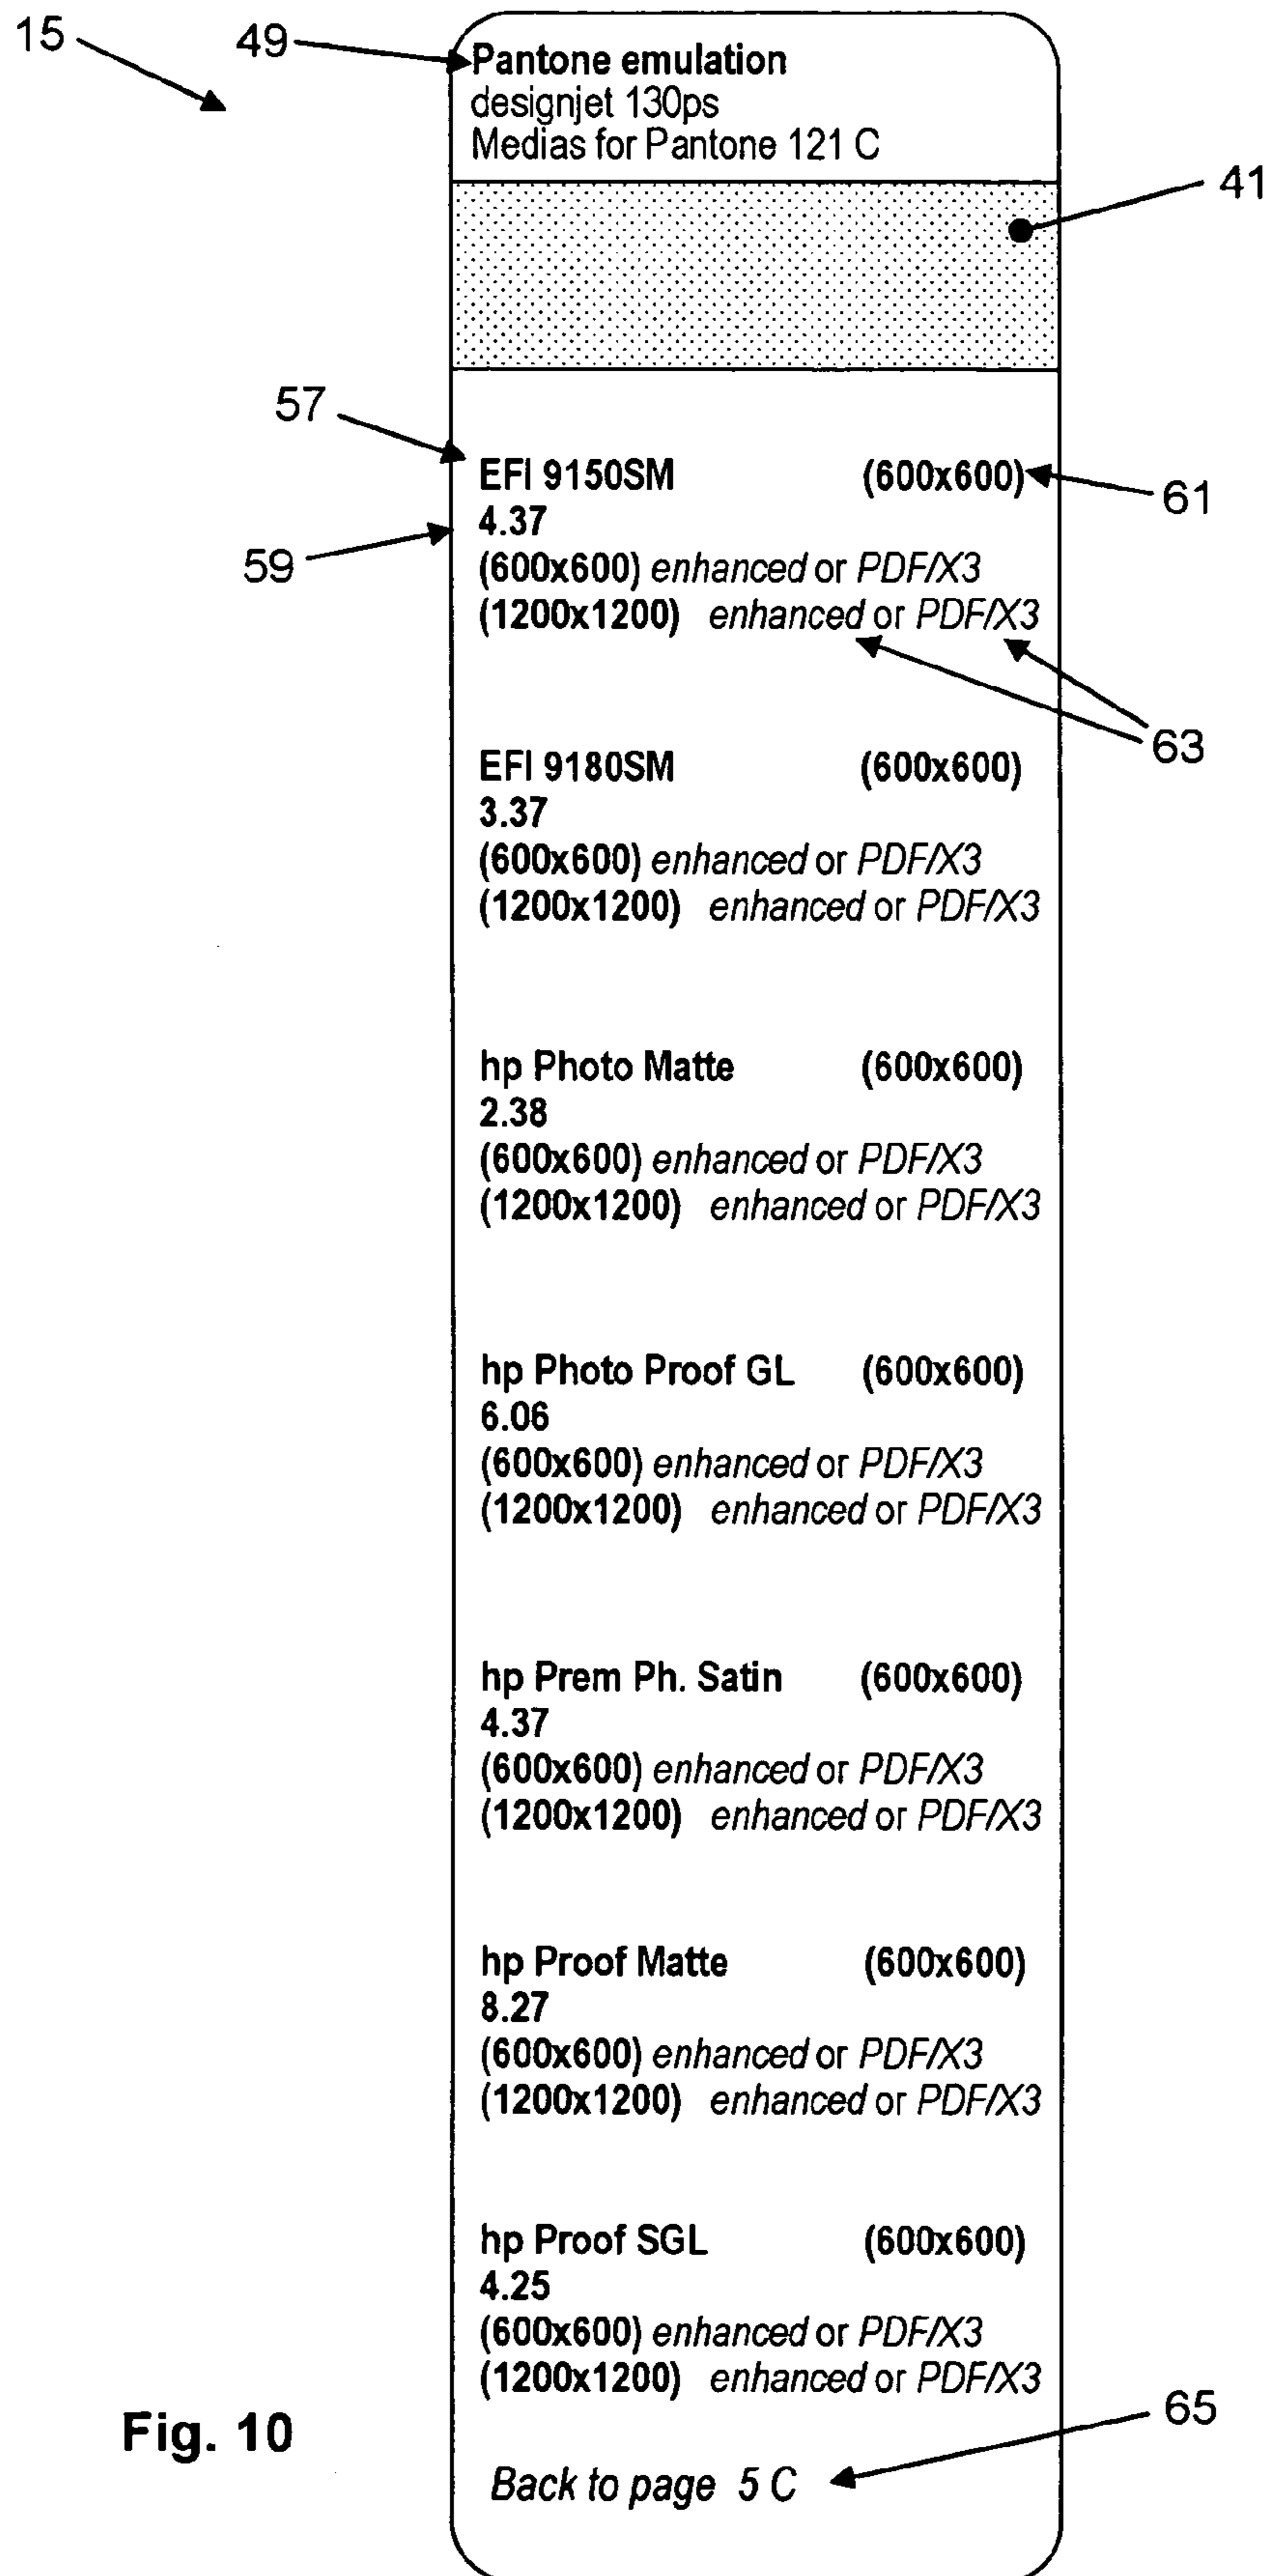 15
49
Pantone emulation
designjet 130ps
Medias for Pantone 121 C
41
57
EFI 9150SM (600x600)
61
4.37
59
(600x600) enhanced or PDF/X3
(1200x1200) enhanced or PDF/X3
63
EFI 9180SM (600x600)
3.37
(600x600) enhanced or PDF/X3
(1200x1200) enhanced or PDF/X3
hp Photo Matte (600x600)
2.38
(600x600) enhanced or PDF/X3
(1200x1200) enhanced or PDF/X3
hp Photo Proof GL (600x600)
6.06
(600x600) enhanced or PDF/X3
(1200x1200) enhanced or PDF/X3
hp Prem Ph. Satin (600x600)
4.37
(600x600) enhanced or PDF/X3
(1200x1200) enhanced or PDF/X3
hp Proof Matte (600x600)
8.27
(600x600) enhanced or PDF/X3
(1200x1200) enhanced or PDF/X3
hp Proof SGL (600x600)
4.25
(600x600) enhanced or PDF/X3
(1200x1200) enhanced or PDF/X3
65
Fig. 10
Back to page 5 C